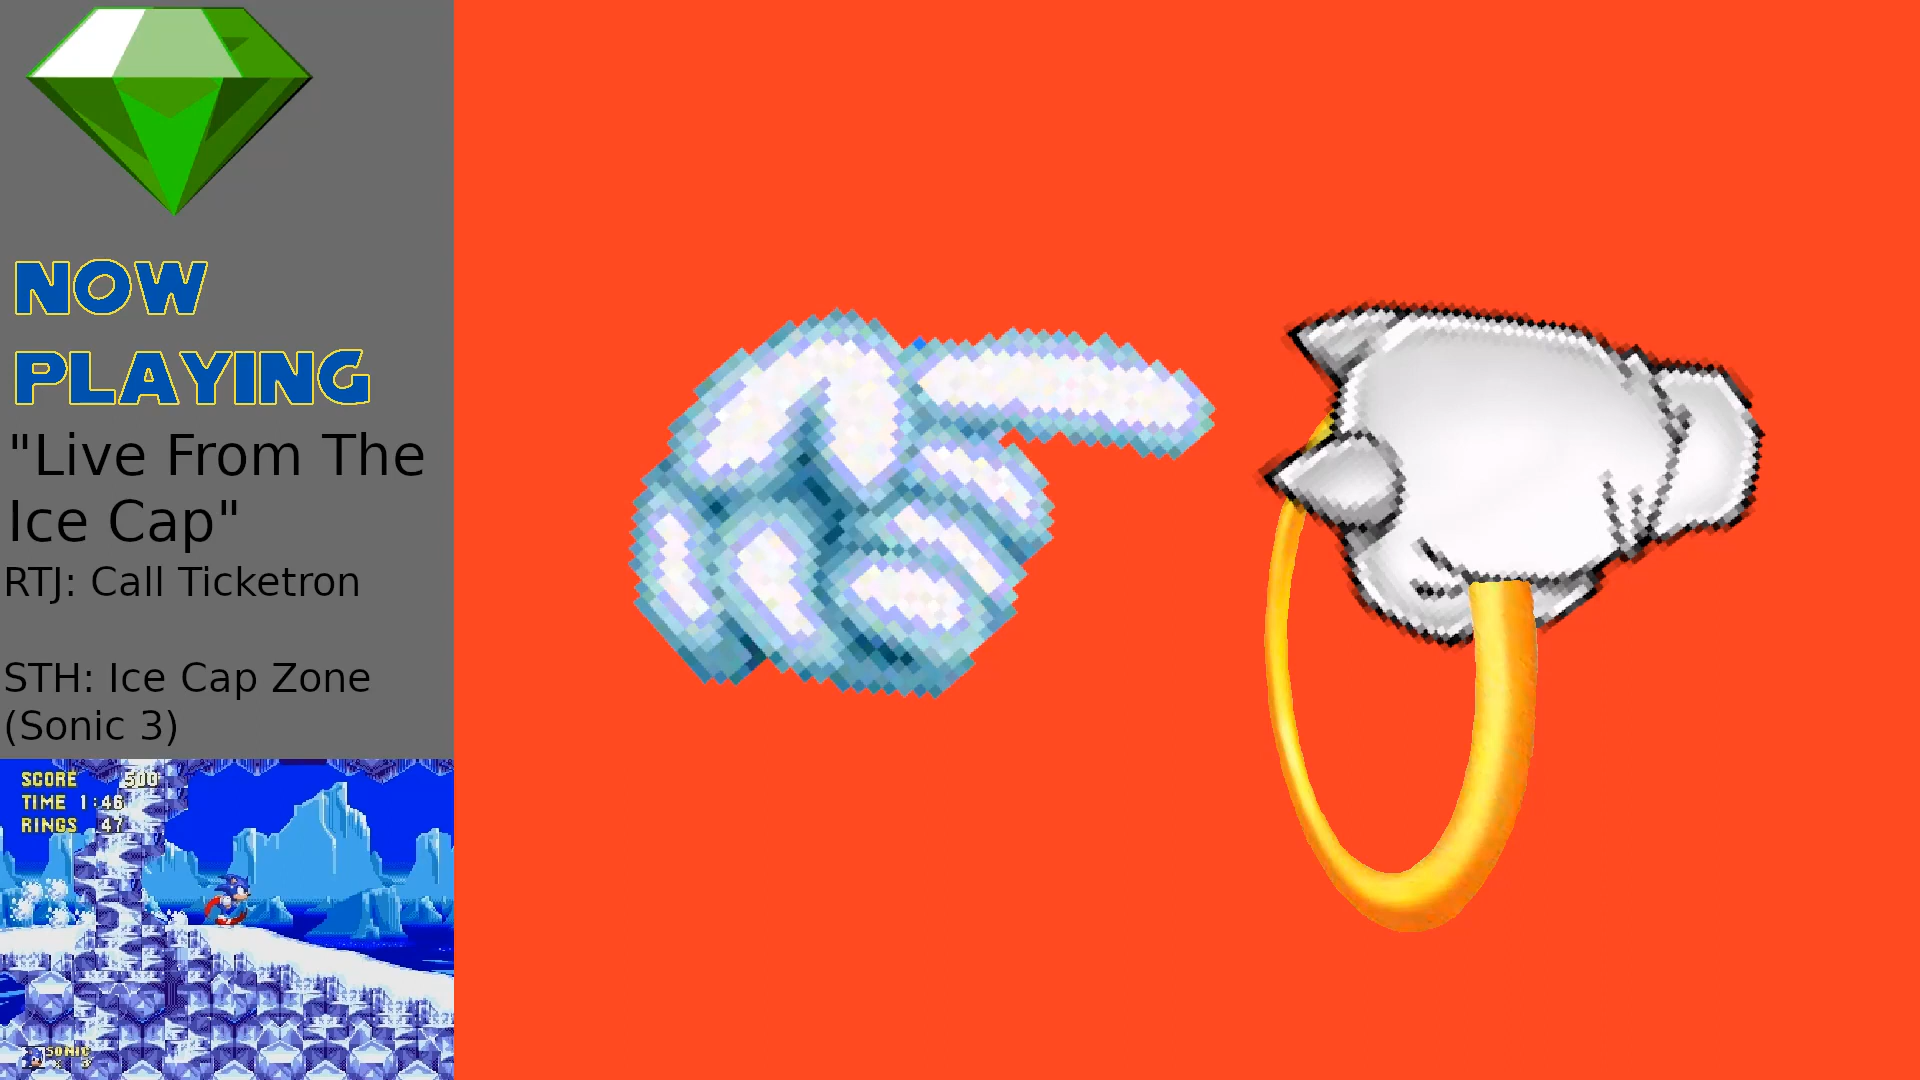 NOW
PLAYING
"Live From The
Ice Cap"
RTJ: Call Ticketron
STH: Ice Cap Zone
(Sonic 3)
SCORE 500
TIME 1:46
RINGS 47
SONIC
x 3